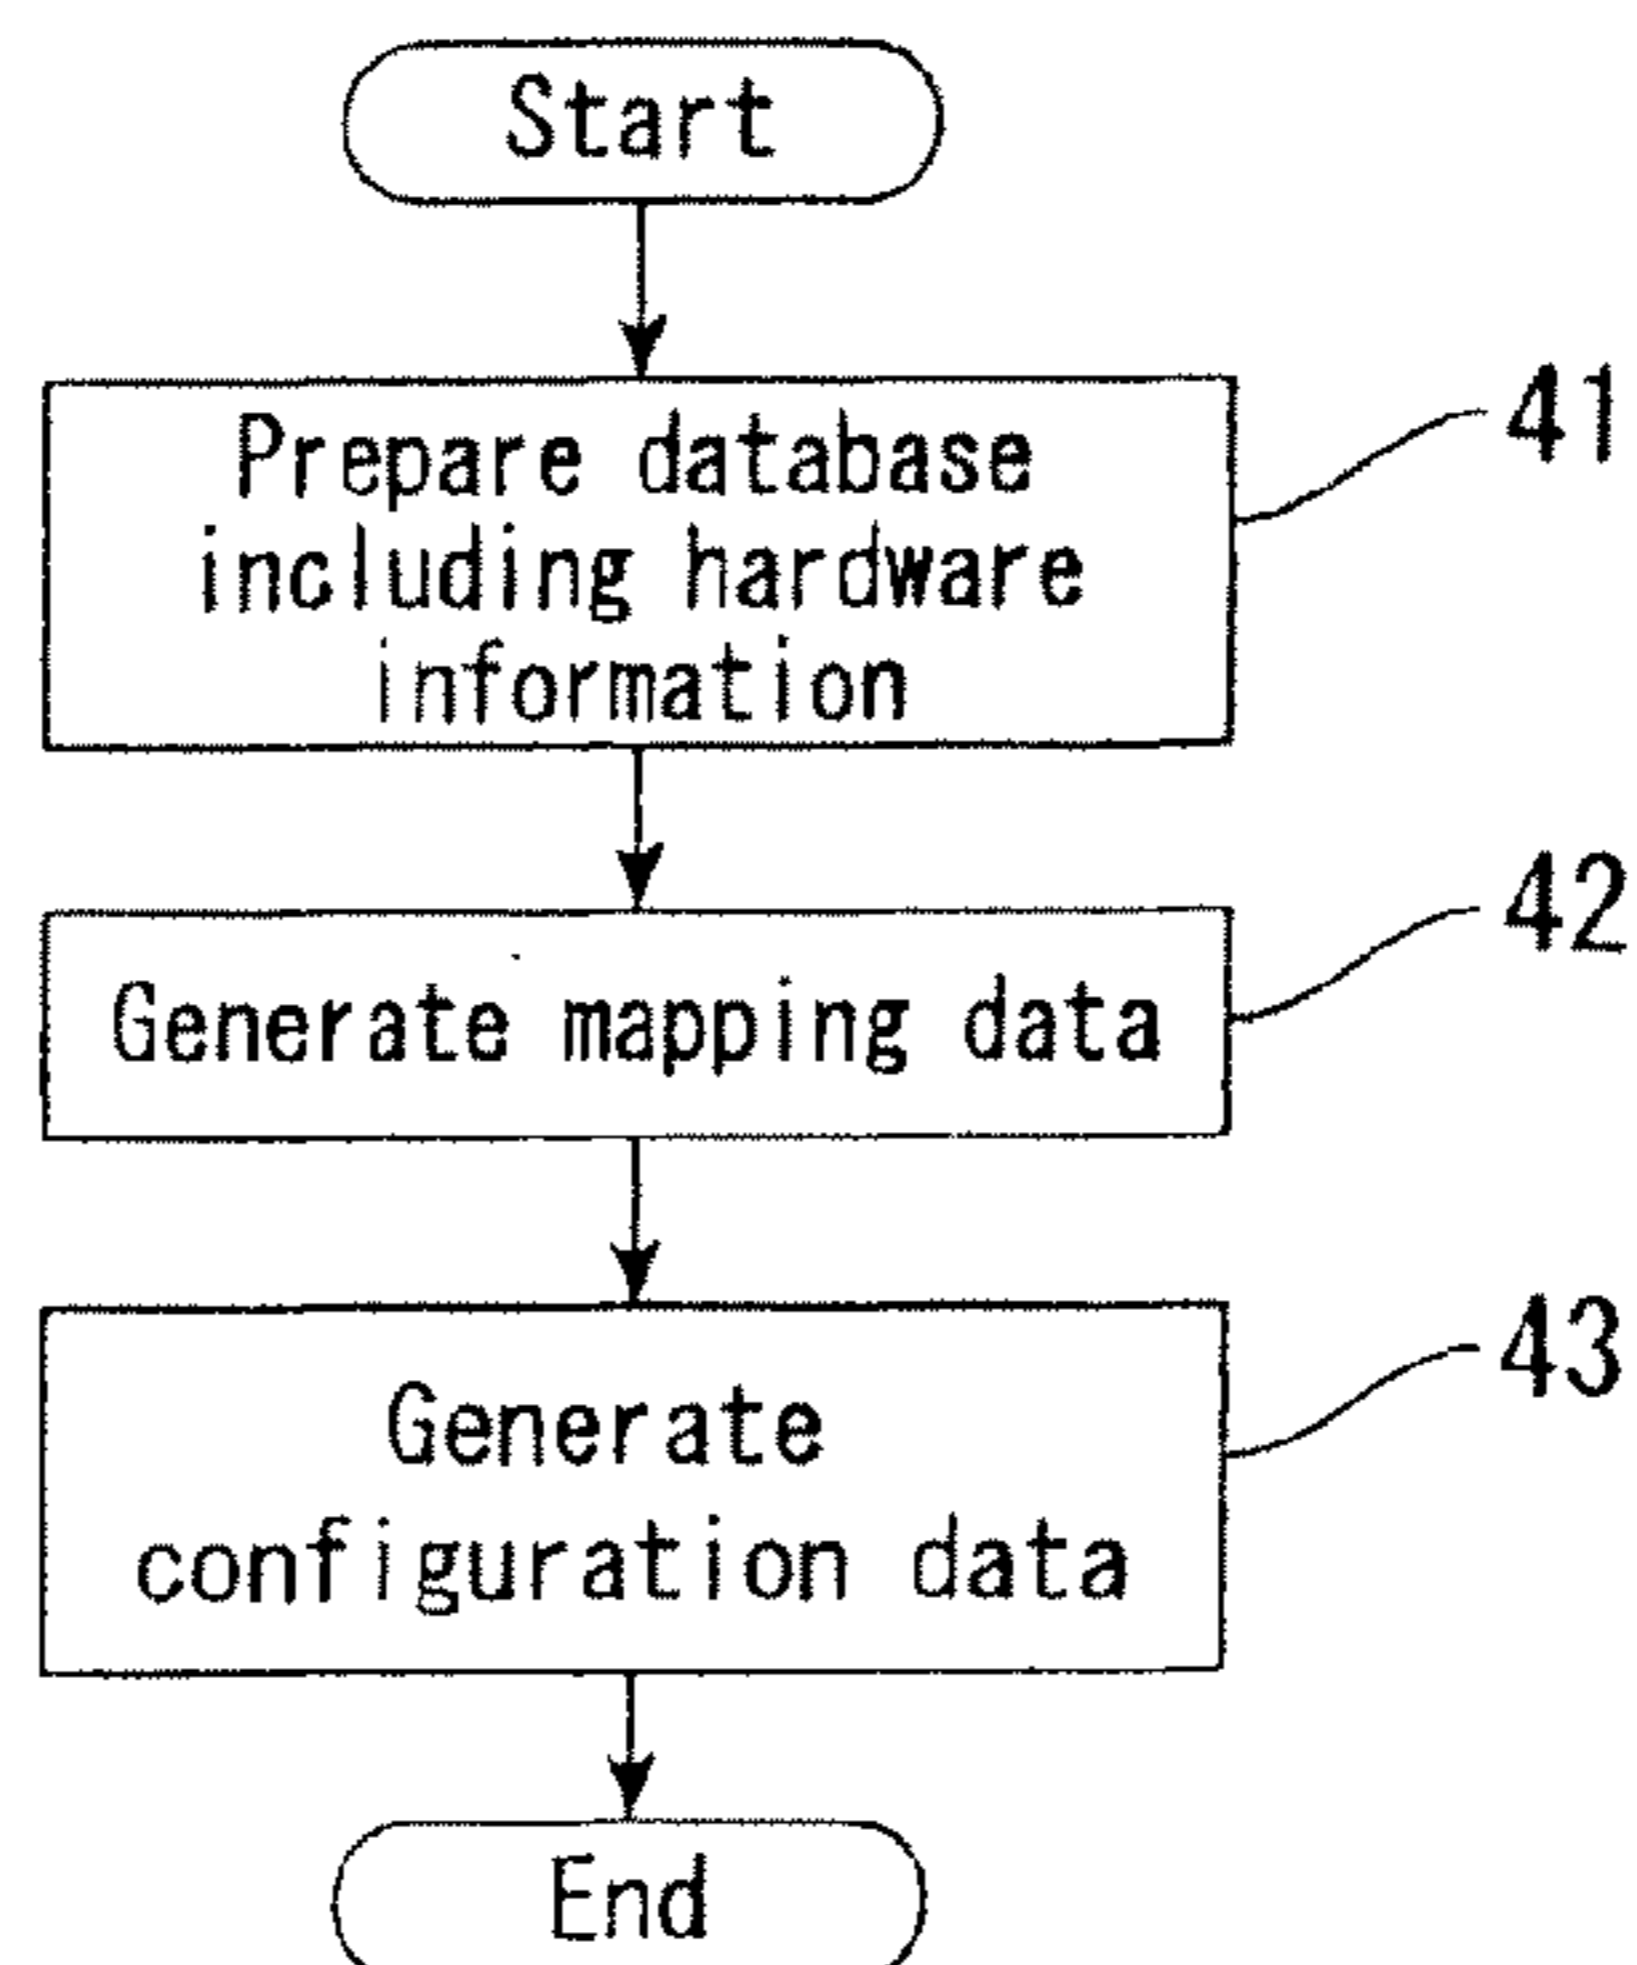 Start
Prepare database
including hardware
information
41
Generate mapping data
42
Generate
configuration data
43
End